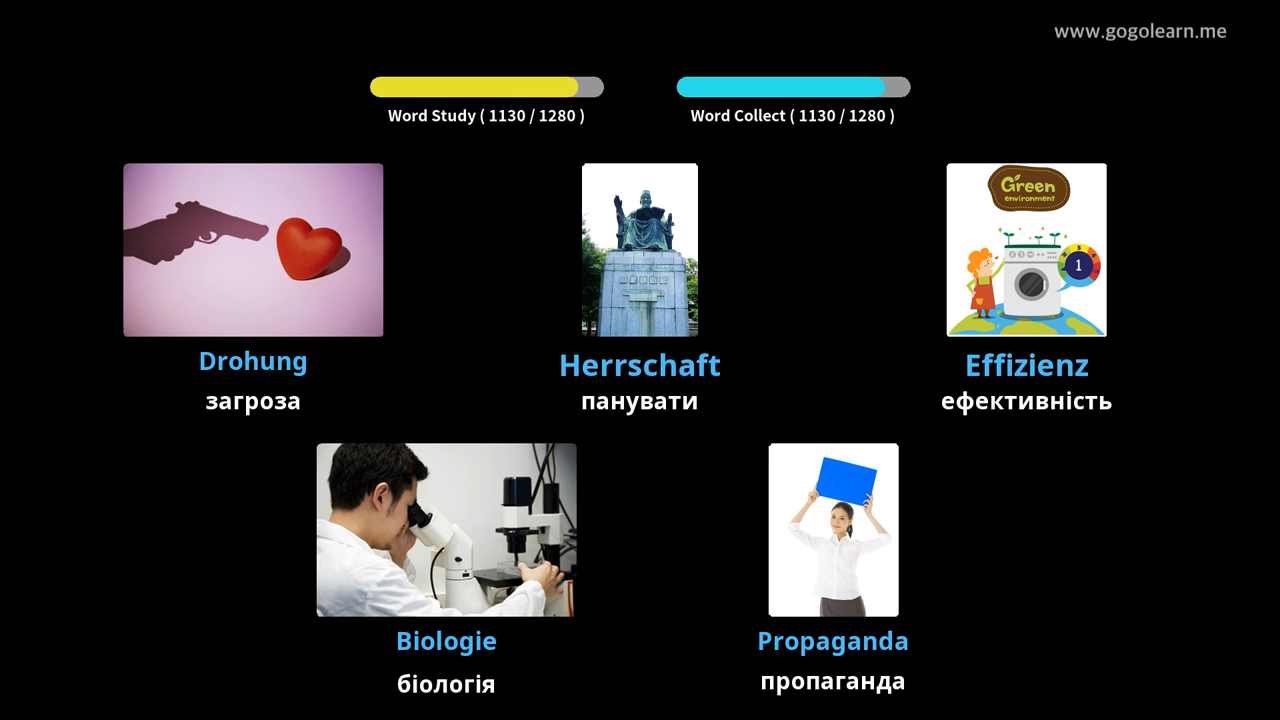 www.gogolearn.me
Word Study ( 1130 / 1280 )
Word Collect ( 1130 / 1280 )
Green
environment
1
Drohung
загроза
Herrschaft
панувати
Effizienz
ефективність
Biologie
біологія
Propaganda
пропаганда